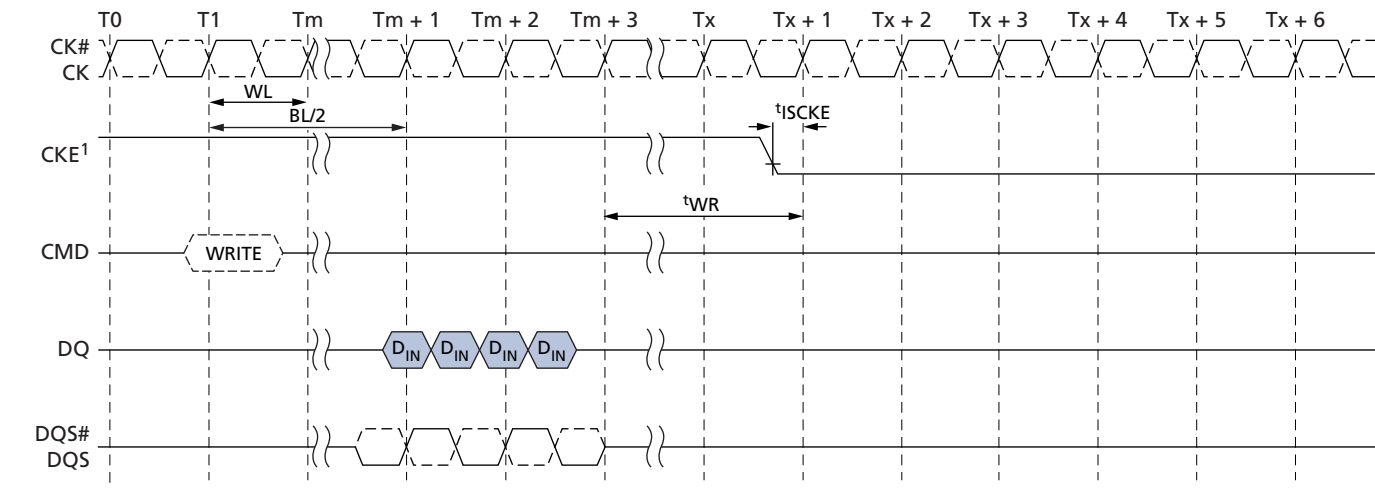 T0 T1 Tm Tm + 1 Tm + 2 Tm + 3 Tx Tx + 1 Tx + 2 Tx + 3 Tx + 4 Tx + 5 Tx + 6
CK#
CK
WL
BL/2
tISCKE
CKE1
tWR
CMD WRITE
DQ DIN DIN DIN DIN
DQS#
DQS